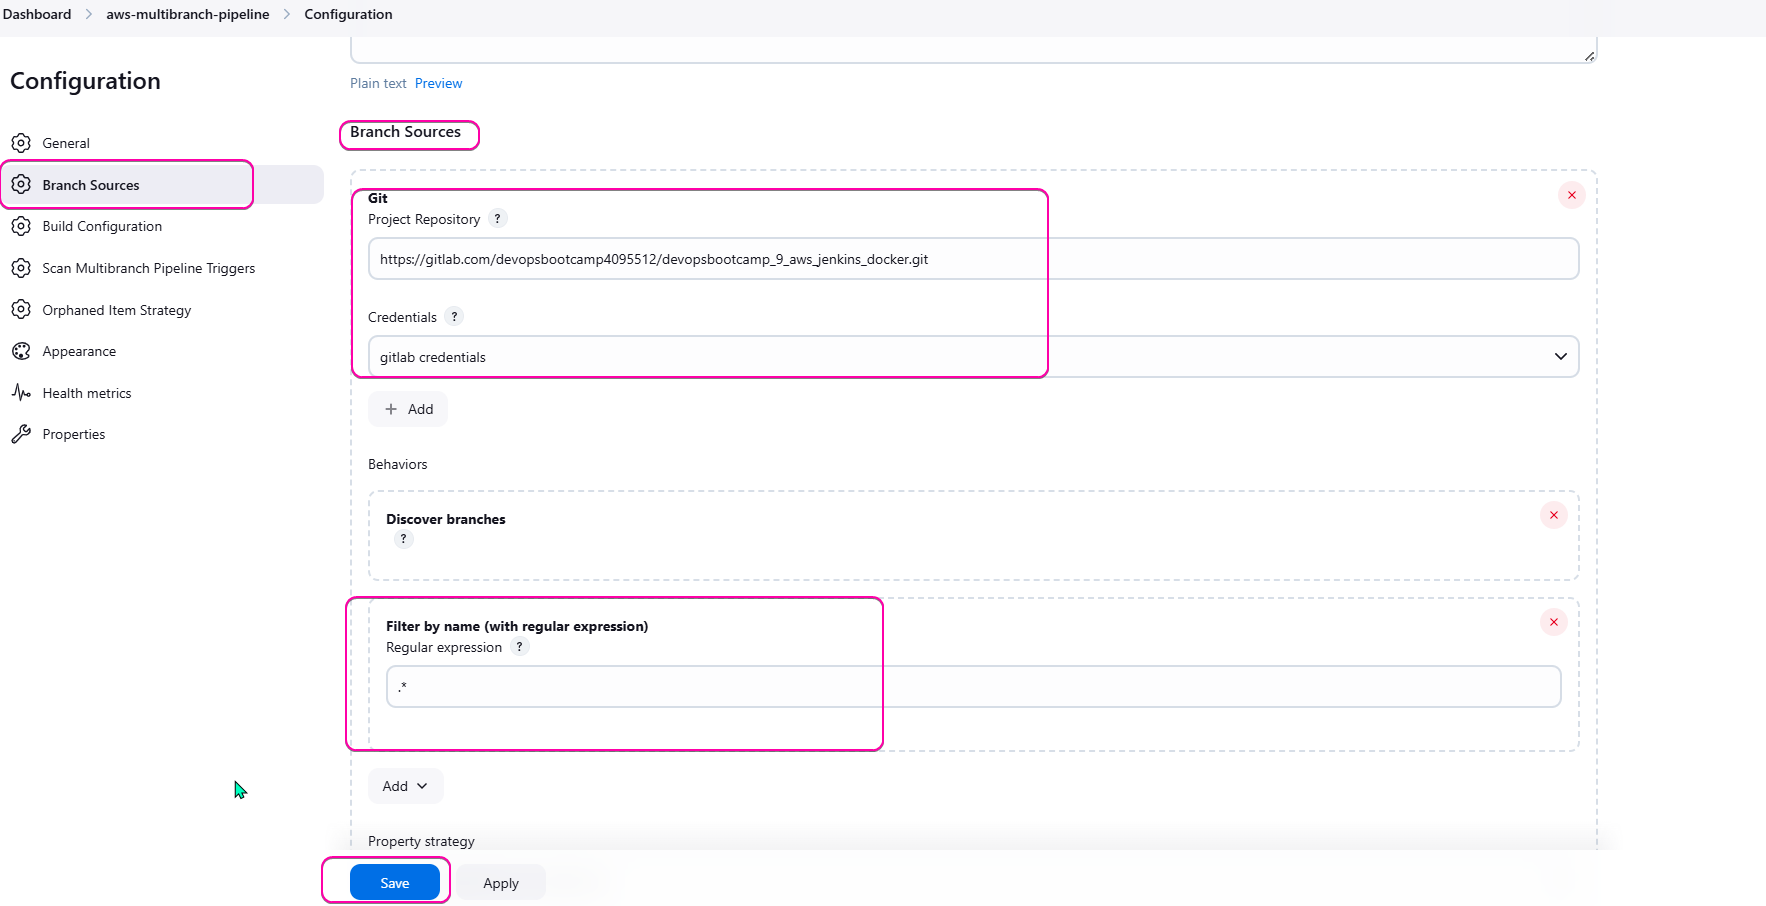 Dashboard > aws-multibranch-pipeline > Configuration
Configuration
General
Branch Sources
Build Configuration
Scan Multibranch Pipeline Triggers
Orphaned Item Strategy
Appearance
Health metrics
Properties
Plain text Preview
Branch Sources
Git
Project Repository ?
https://gitlab.com/devopsbootcamp4095512/devopsbootcamp_9_aws_jenkins_docker.git
Credentials ?
gitlab credentials
+ Add
Behaviors
Discover branches
?
Filter by name (with regular expression)
Regular expression ?
.*
Add
Property strategy
Save Apply